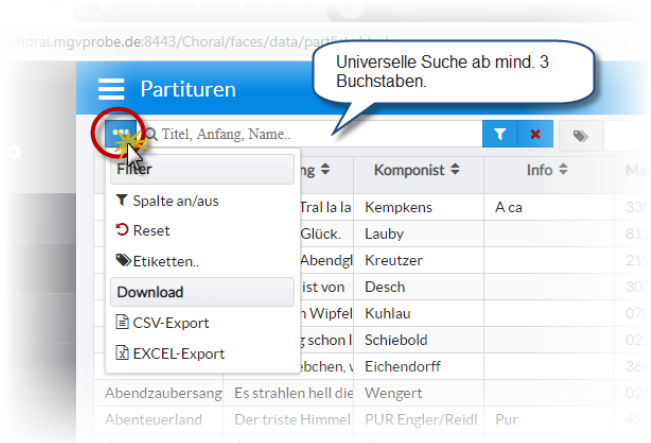 choral.mgvprobe.de:8443/Choral/faces/data/
Universelle Suche ab mind. 3
Buchstaben.
Partituren
Titel, Anfang, Name..
Filter
Spalte an/aus
Reset
Etiketten..
Download
CSV-Export
EXCEL-Export
ng Komponist Info
Tral la la Kempkens A ca
Glück. Lauby
Abendgl Kreutzer
ist von Desch
n Wipfel Kuhlau
g schon l Schiebold
ebchen, v Eichendorff
Abendzaubersang Es strahlen hell die Wengert
Abenteuerland Der triste Himmel PUR Engler/Reidl Pur